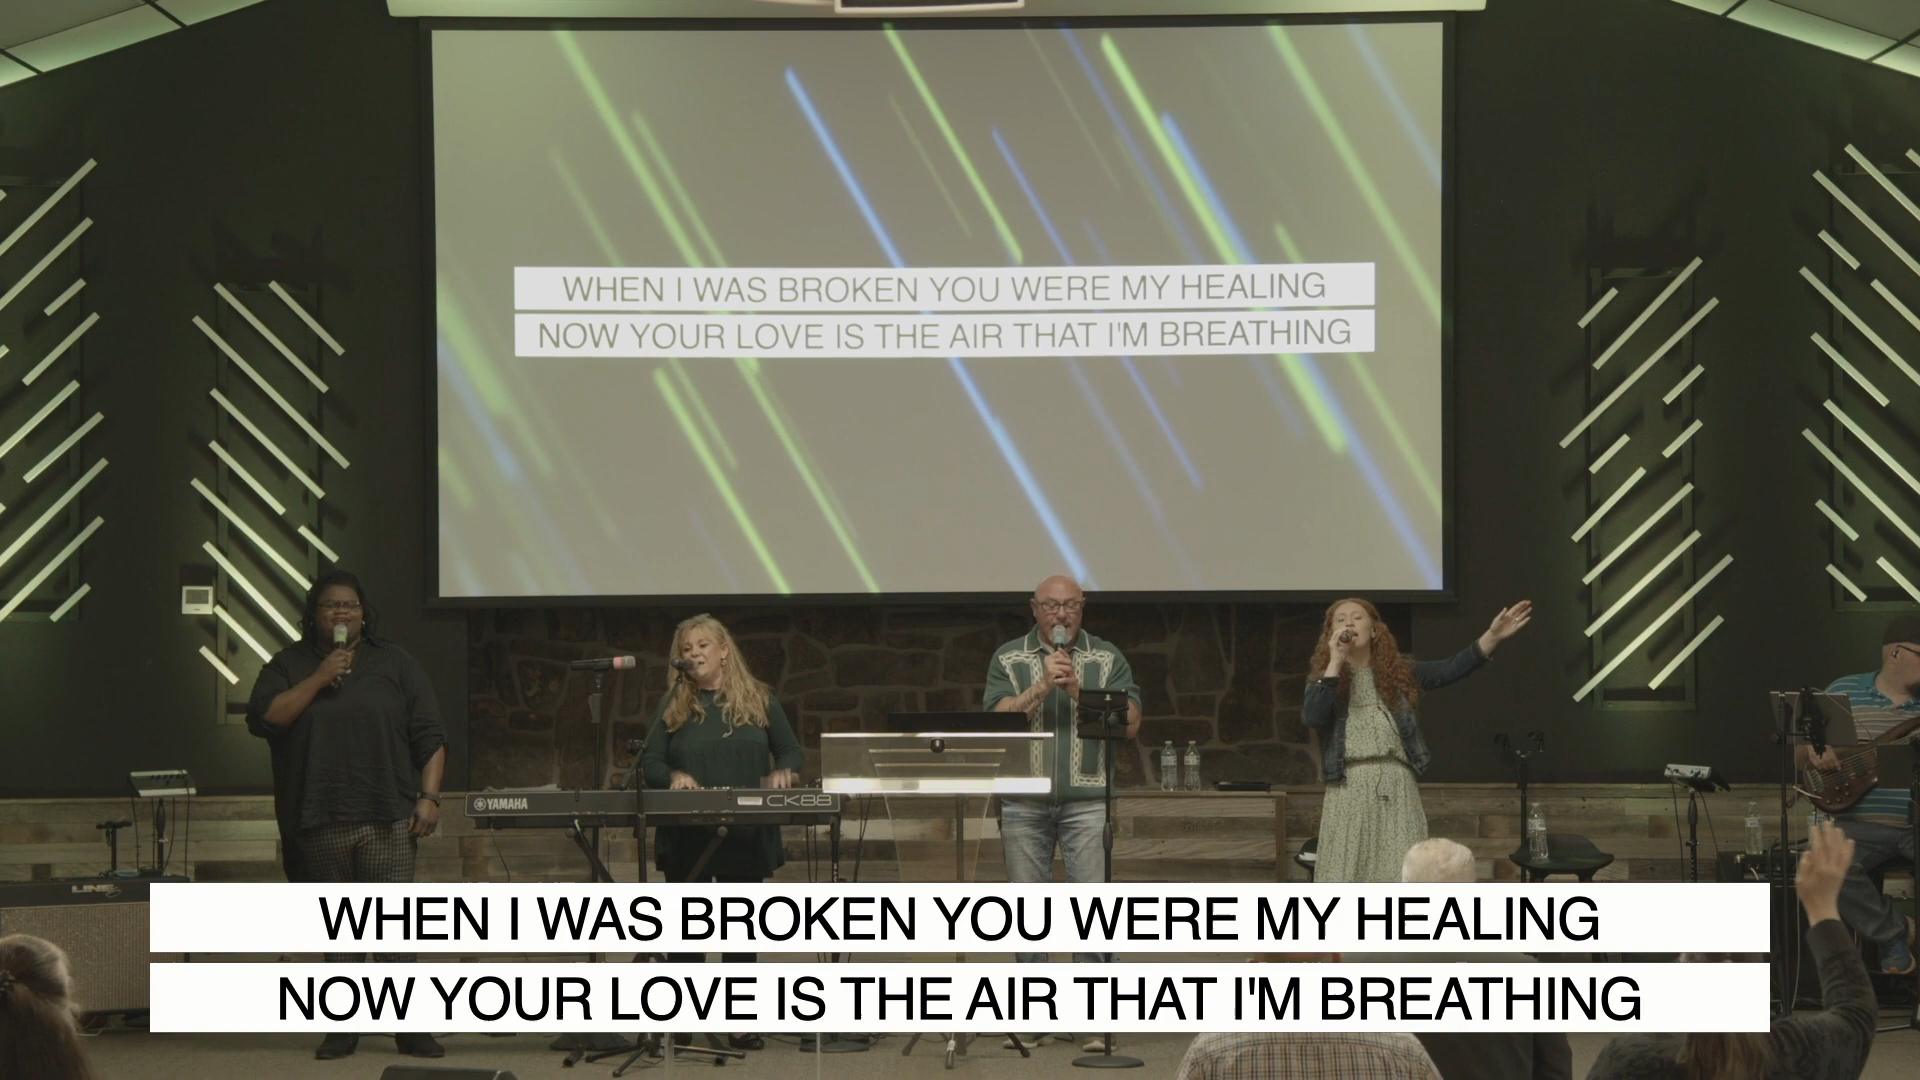 WHEN I WAS BROKEN YOU WERE MY HEALING
NOW YOUR LOVE IS THE AIR THAT I'M BREATHING
YAMAHA
CK88
LINE 6
WHEN I WAS BROKEN YOU WERE MY HEALING
NOW YOUR LOVE IS THE AIR THAT I'M BREATHING